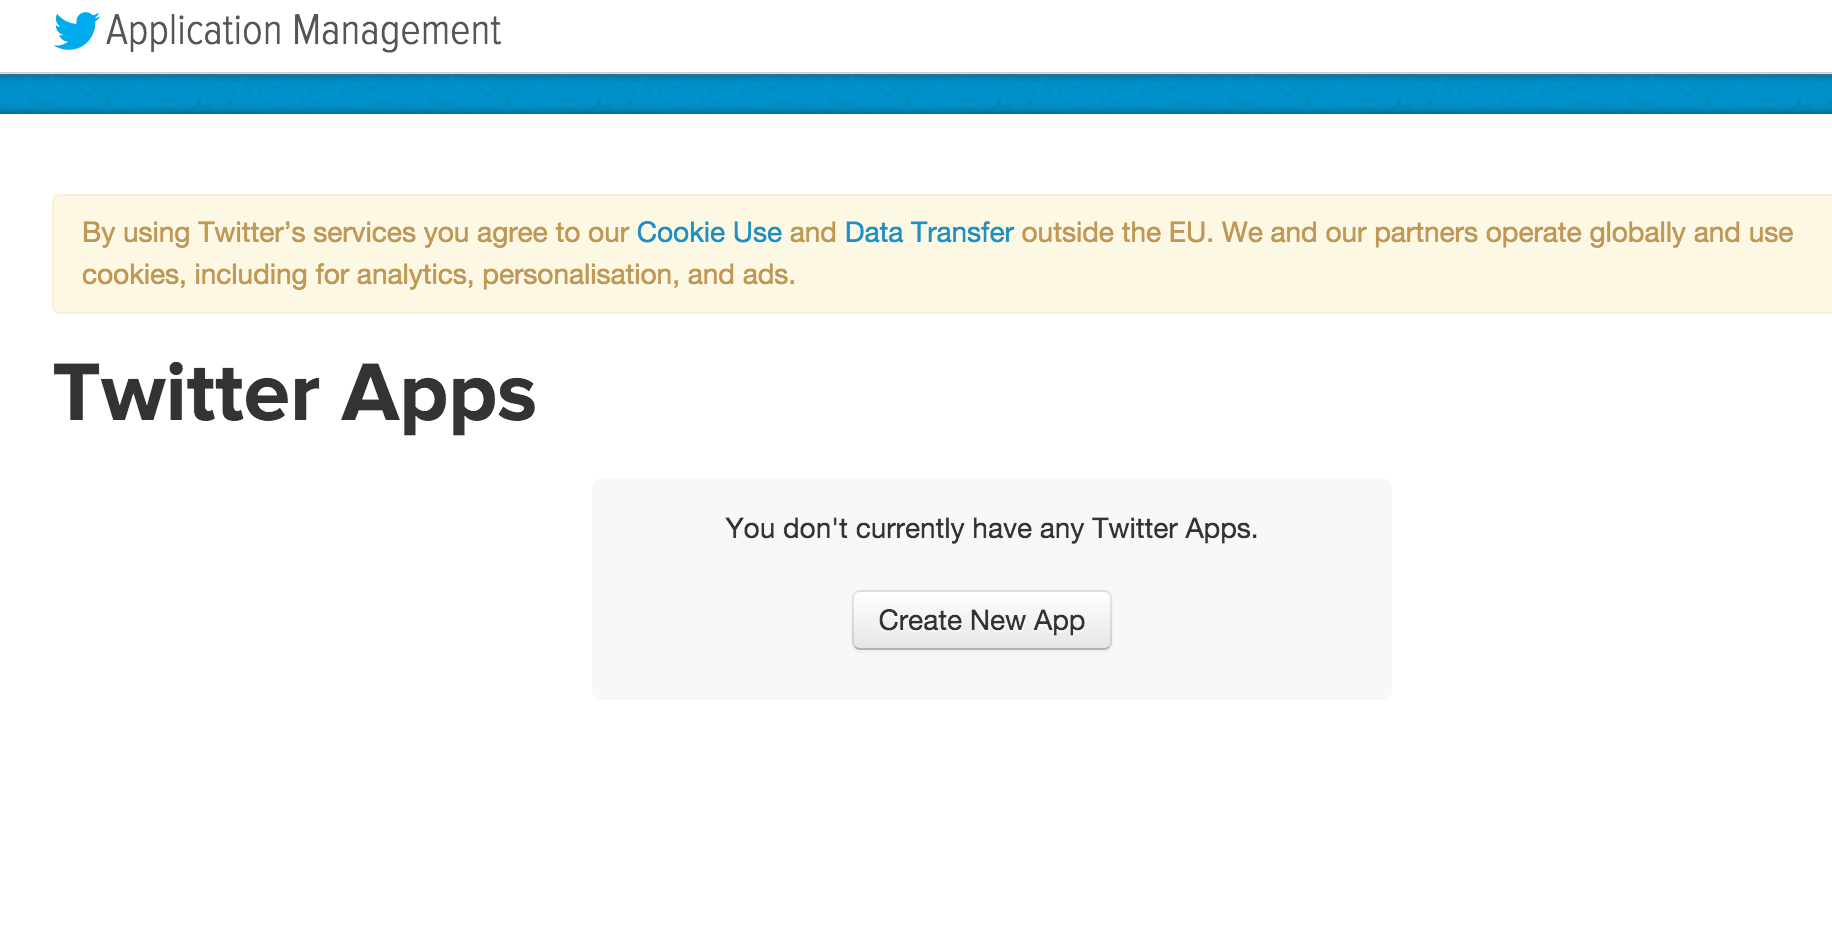 Application Management
By using Twitter’s services you agree to our Cookie Use and Data Transfer outside the EU. We and our partners operate globally and use
cookies, including for analytics, personalisation, and ads.
Twitter Apps
You don't currently have any Twitter Apps.
Create New App